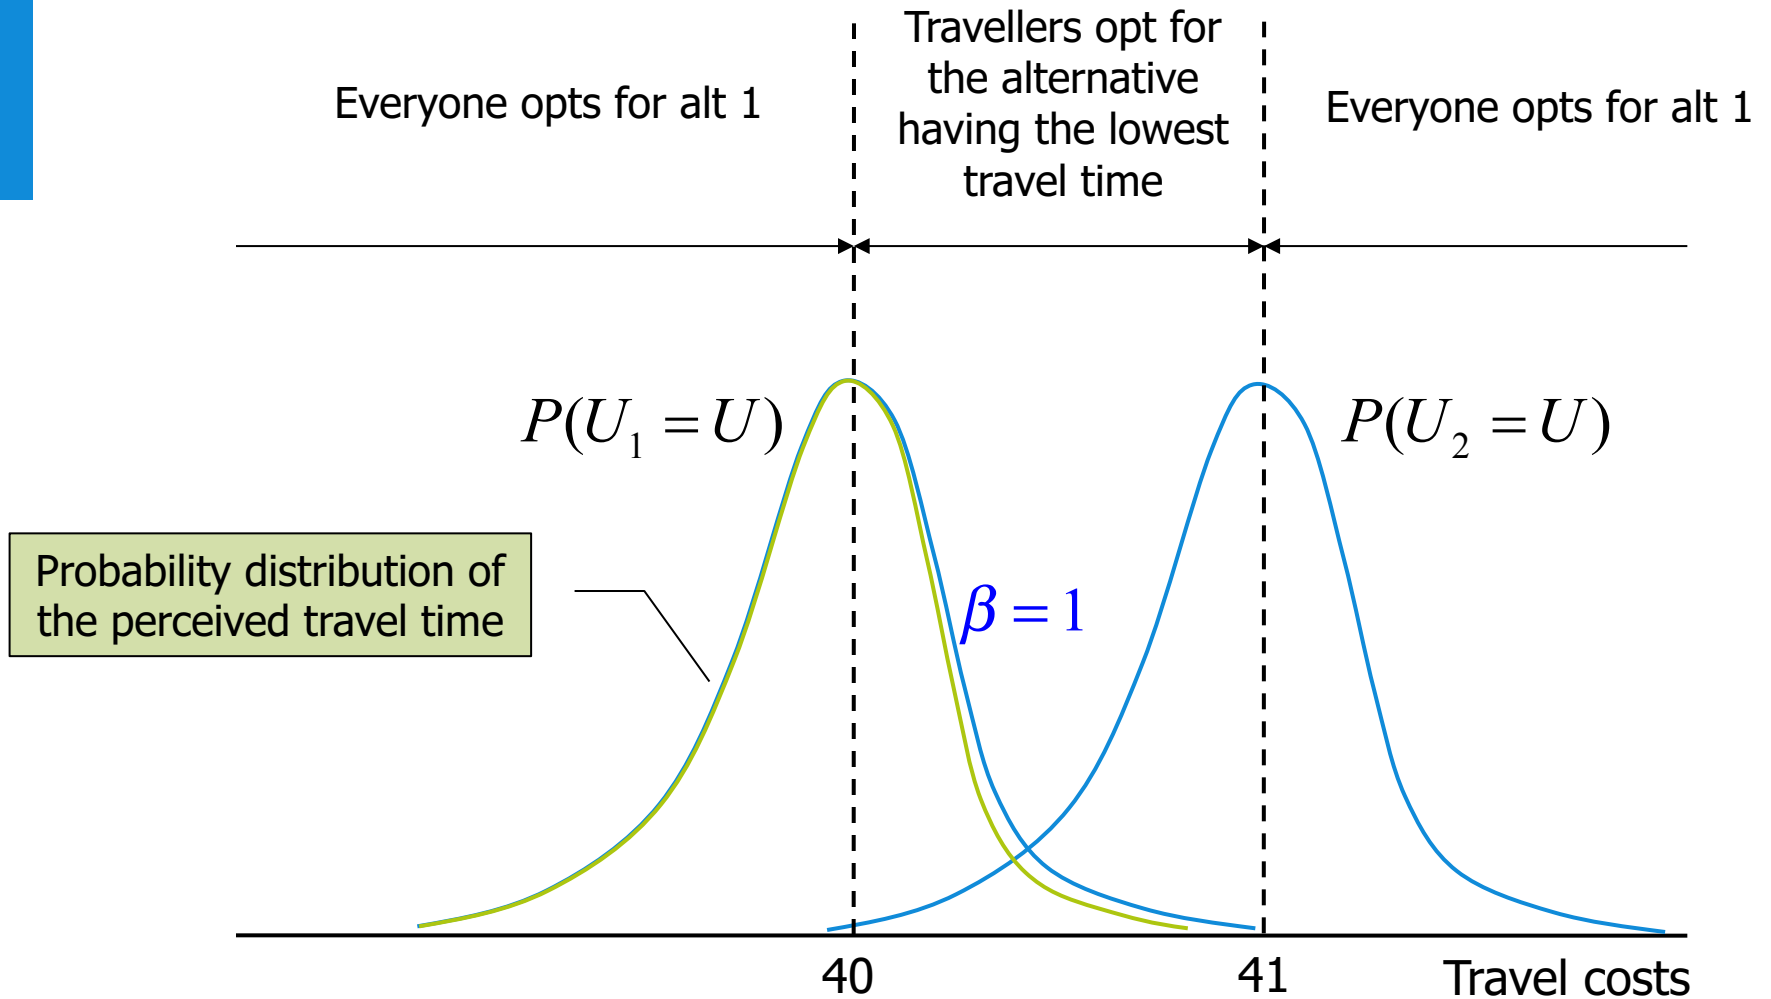 Everyone opts for alt 1
Travellers opt for
the alternative
having the lowest
travel time
Everyone opts for alt 1
P(U₁ = U)
P(U₂ = U)
Probability distribution of
the perceived travel time
β = 1
40
41
Travel costs